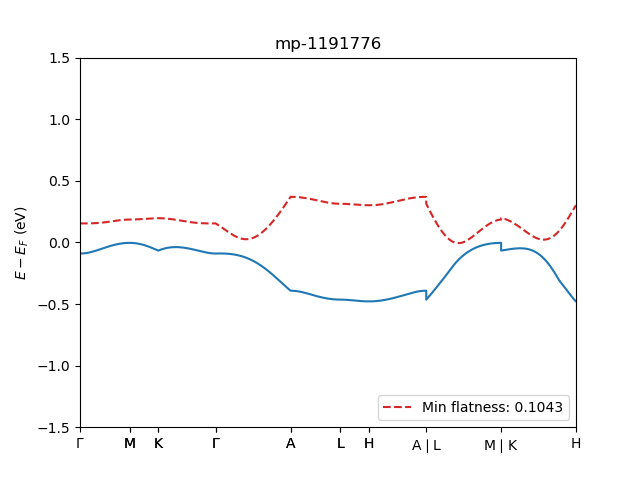 mp-1191776
1.5
1.0
0.5
0.0
−0.5
−1.0
−1.5
E − E_F (eV)
Min flatness: 0.1043
Γ M K Γ A L H A | L M | K H